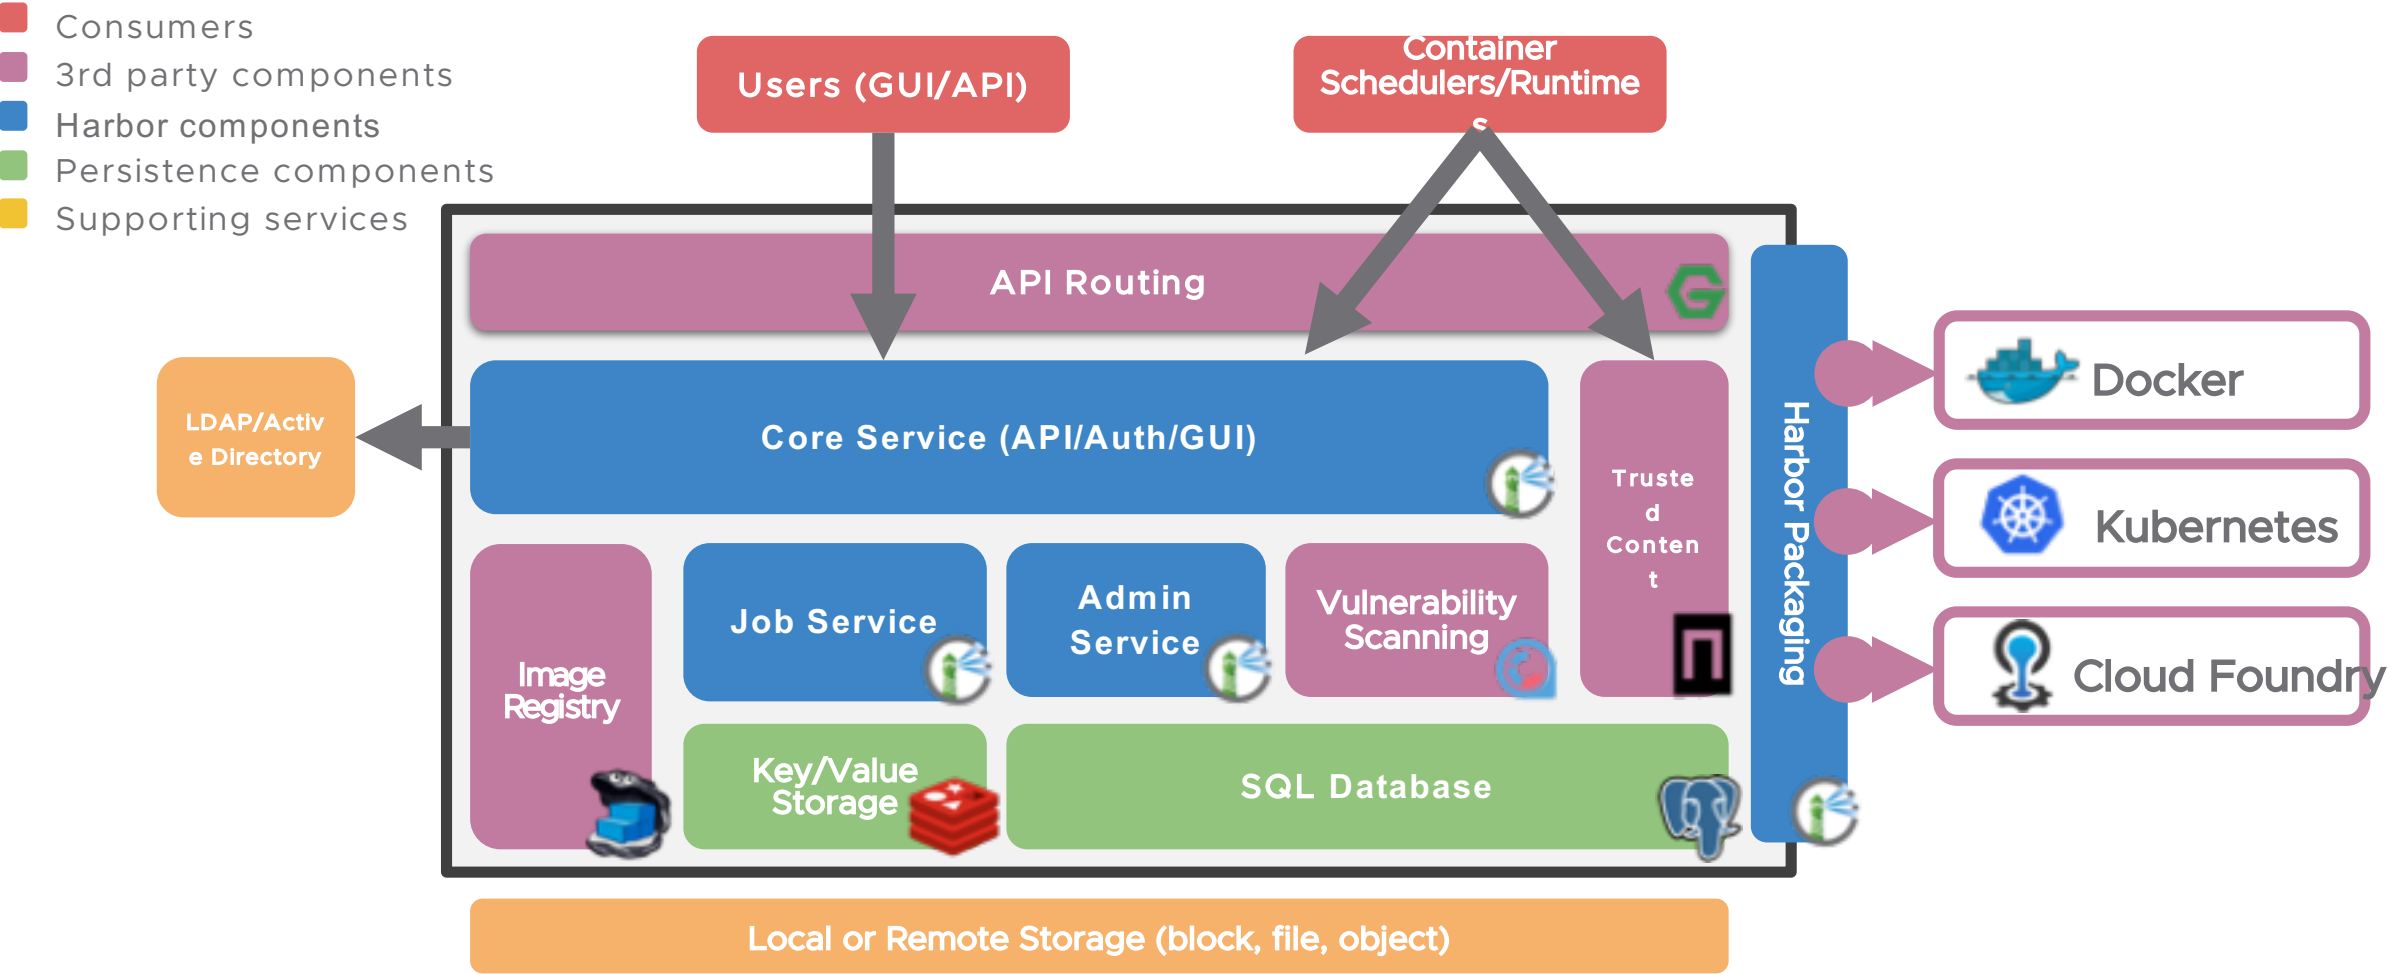 Consumers
3rd party components
Harbor components
Persistence components
Supporting services
Users (GUI/API)
Container
Schedulers/Runtime
s
API Routing
LDAP/Activ
e Directory
Core Service (API/Auth/GUI)
Truste
d
Conten
t
Image
Registry
Job Service
Admin
Service
Vulnerability
Scanning
Key/Value
Storage
SQL Database
Harbor Packaging
Docker
Kubernetes
Cloud Foundry
Local or Remote Storage (block, file, object)